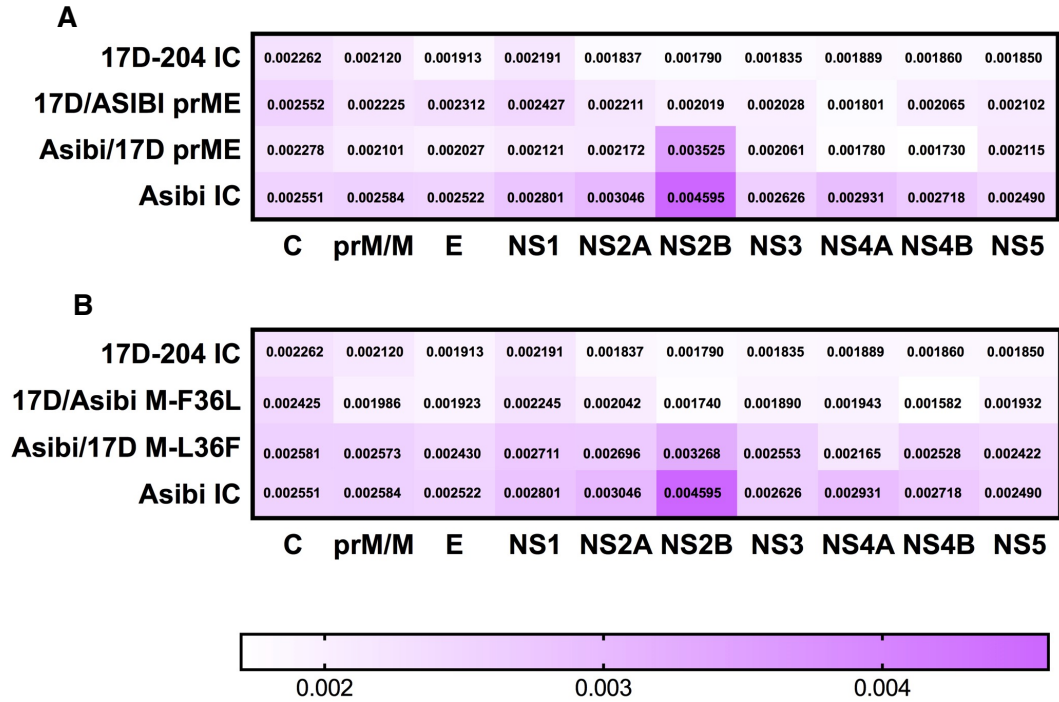 A
17D-204 IC 0.002262 0.002120 0.001913 0.002191 0.001837 0.001790 0.001835 0.001889 0.001860 0.001850
17D/ASIBI prME 0.002552 0.002225 0.002312 0.002427 0.002211 0.002019 0.002028 0.001801 0.002065 0.002102
Asibi/17D prME 0.002278 0.002101 0.002027 0.002121 0.002172 0.003525 0.002061 0.001780 0.001730 0.002115
Asibi IC 0.002551 0.002584 0.002522 0.002801 0.003046 0.004595 0.002626 0.002931 0.002718 0.002490
C prM/M E NS1 NS2A NS2B NS3 NS4A NS4B NS5
B
17D-204 IC 0.002262 0.002120 0.001913 0.002191 0.001837 0.001790 0.001835 0.001889 0.001860 0.001850
17D/Asibi M-F36L 0.002425 0.001986 0.001923 0.002245 0.002042 0.001740 0.001890 0.001943 0.001582 0.001932
Asibi/17D M-L36F 0.002581 0.002573 0.002430 0.002711 0.002696 0.003268 0.002553 0.002165 0.002528 0.002422
Asibi IC 0.002551 0.002584 0.002522 0.002801 0.003046 0.004595 0.002626 0.002931 0.002718 0.002490
C prM/M E NS1 NS2A NS2B NS3 NS4A NS4B NS5
0.002 0.003 0.004